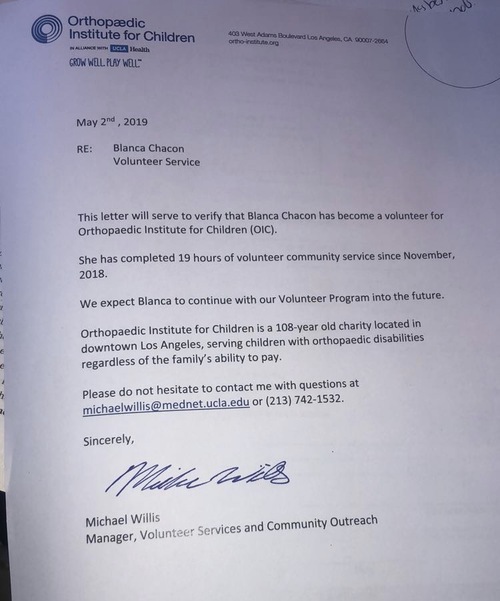 Orthopædic
Institute for Children
IN ALLIANCE WITH UCLA Health
GROW WELL. PLAY WELL.™
403 West Adams Boulevard Los Angeles, CA 90007-2664
ortho-institute.org
May 2nd, 2019
RE: Blanca Chacon
Volunteer Service
This letter will serve to verify that Blanca Chacon has become a volunteer for
Orthopaedic Institute for Children (OIC).
She has completed 19 hours of volunteer community service since November,
2018.
We expect Blanca to continue with our Volunteer Program into the future.
Orthopaedic Institute for Children is a 108-year old charity located in
downtown Los Angeles, serving children with orthopaedic disabilities
regardless of the family's ability to pay.
Please do not hesitate to contact me with questions at
michaelwillis@mednet.ucla.edu or (213) 742-1532.
Sincerely,
Michael Willis
Manager, Volunteer Services and Community Outreach